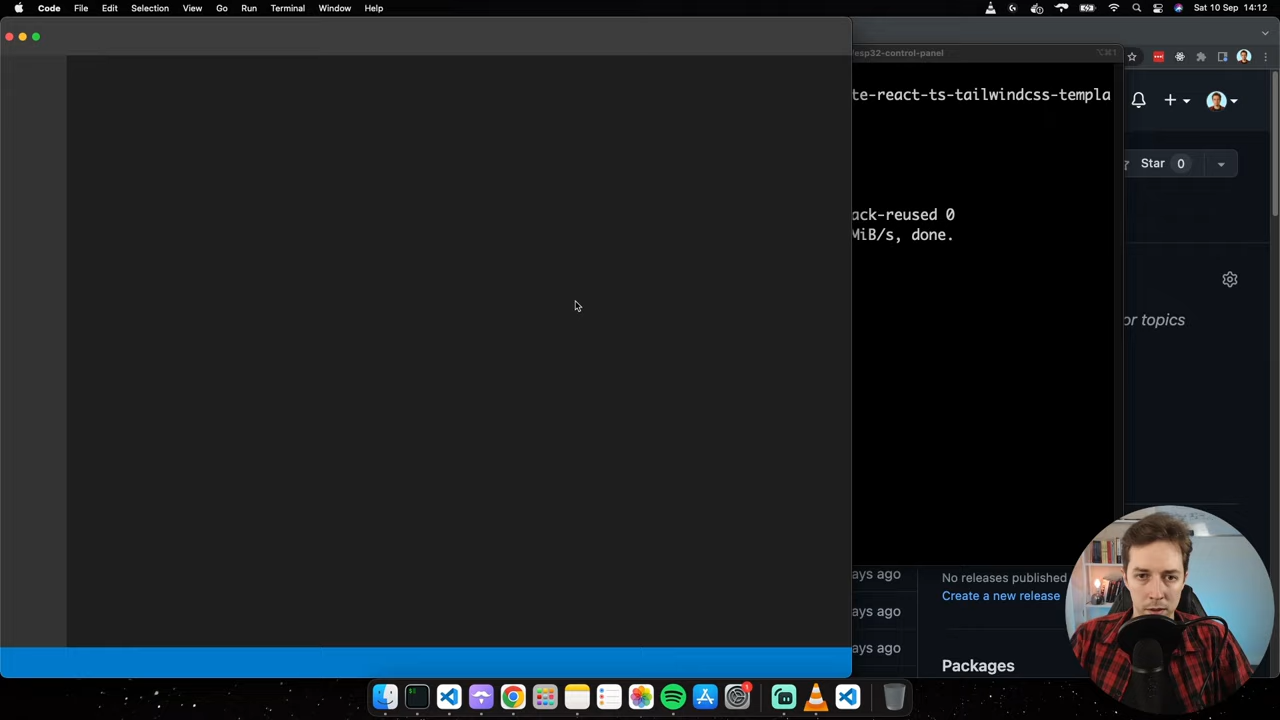 Code File Edit Selection View Go Run Terminal Window Help
Sat 10 Sep 14:12
esp32-control-panel
⌥⌘1
te-react-ts-tailwindcss-templa
Star 0
ack-reused 0
MiB/s, done.
or topics
ays ago
No releases published
Create a new release
ays ago
ays ago
Packages
1